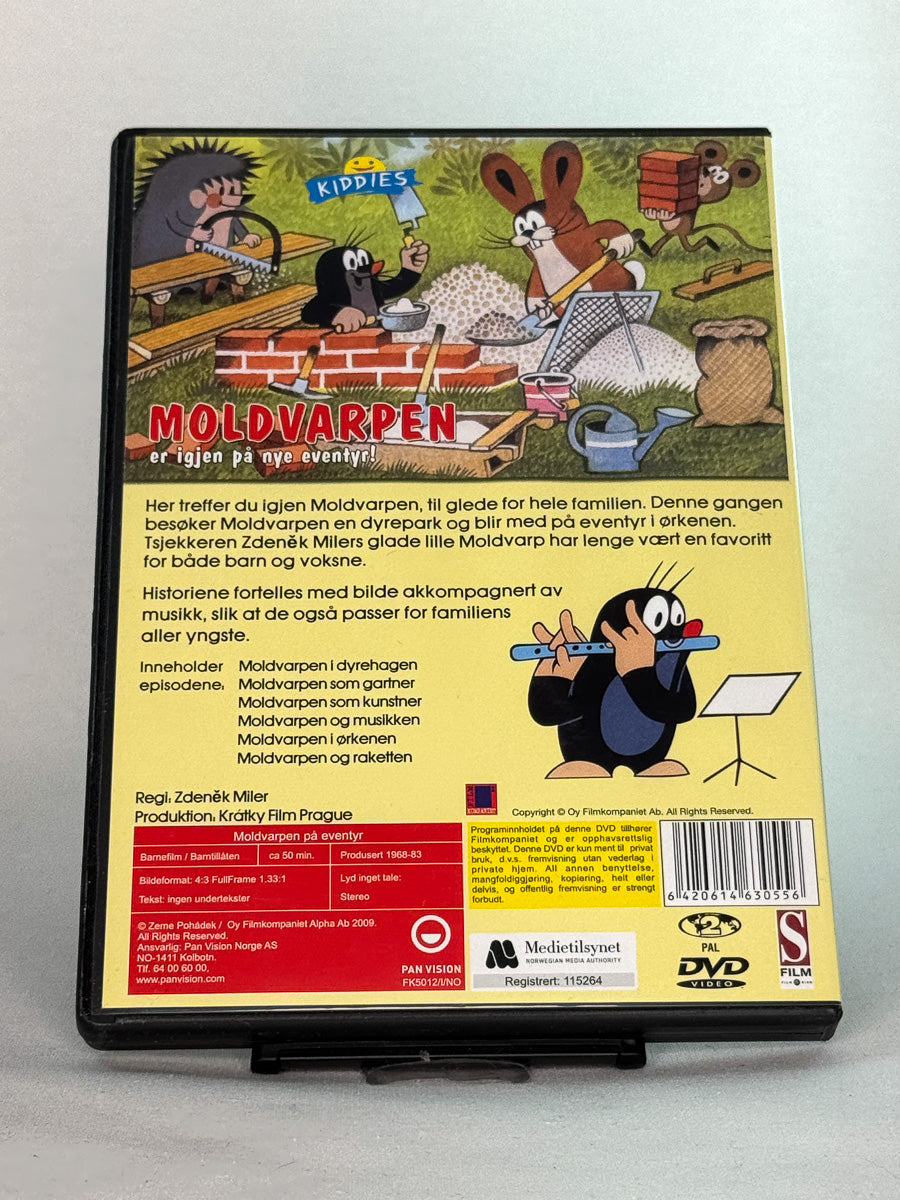 KIDDIES
MOLDVARPEN
er igjen på nye eventyr!
Her treffer du igjen Moldvarpen, til glede for hele familien. Denne gangen
besøker Moldvarpen en dyrepark og blir med på eventyr i ørkenen.
Tsjekkeren Zdeněk Milers glade lille Moldvarp har lenge vært en favoritt
for både barn og voksne.
Historiene fortelles med bilde akkompagnert av
musikk, slik at de også passer for familiens
aller yngste.
Inneholder episodene:
Moldvarpen i dyrehagen
Moldvarpen som gartner
Moldvarpen som kunstner
Moldvarpen og musikken
Moldvarpen i ørkenen
Moldvarpen og raketten
Regi: Zdeněk Miler
Produktion: Krátky Film Prague
Copyright © Oy Filmkompaniet Ab. All Rights Reserved.
Moldvarpen på eventyr
Barnefilm / Barntillåten ca 50 min. Produsert 1968-83
Bildeformat: 4:3 FullFrame 1.33:1
Tekst: ingen undertekster
Lyd inget tale:
Stereo
© Zeme Pohádek / Oy Filmkompaniet Alpha Ab 2009.
All Rights Reserved.
Ansvarlig: Pan Vision Norge AS
NO-1411 Kolbotn.
Tlf. 64 00 60 00,
www.panvision.com
PAN VISION
FK5012/I/NO
Programinnholdet på denne DVD tillhører
Filmkompaniet og er opphavsrettslig
beskyttet. Denne DVD er kun ment til privat
bruk, d.v.s. fremvisning utan vederlag i
private hjem. All annen benyttelse,
mangfoldiggjering, kopiering, helt eller
delvis, og offentlig fremvisning er strengt
forbudt.
6 420614 630556
Medietilsynet
NORWEGIAN MEDIA AUTHORITY
Registrert: 115264
2
PAL
DVD
VIDEO
S
FILM